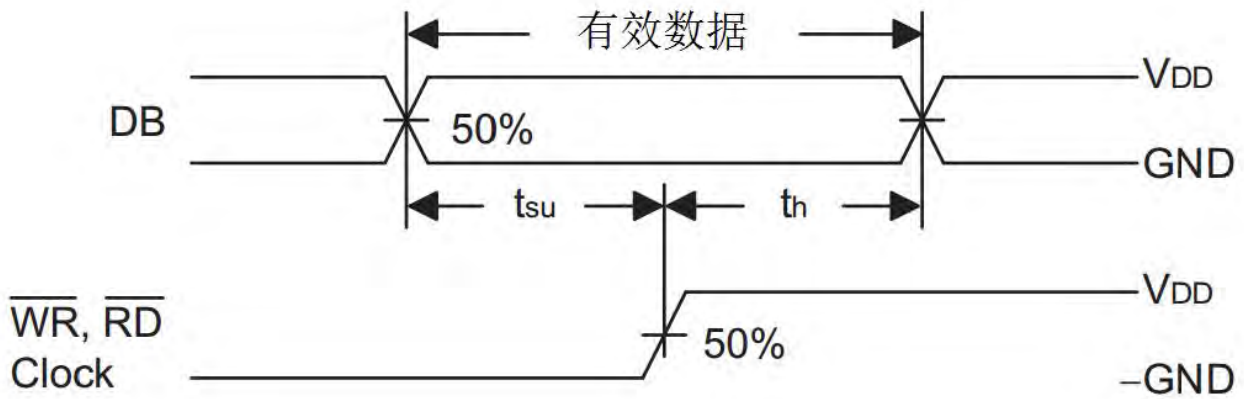 有效数据
VDD
DB
50%
GND
tsu
th
VDD
WR, RD
50%
Clock
GND